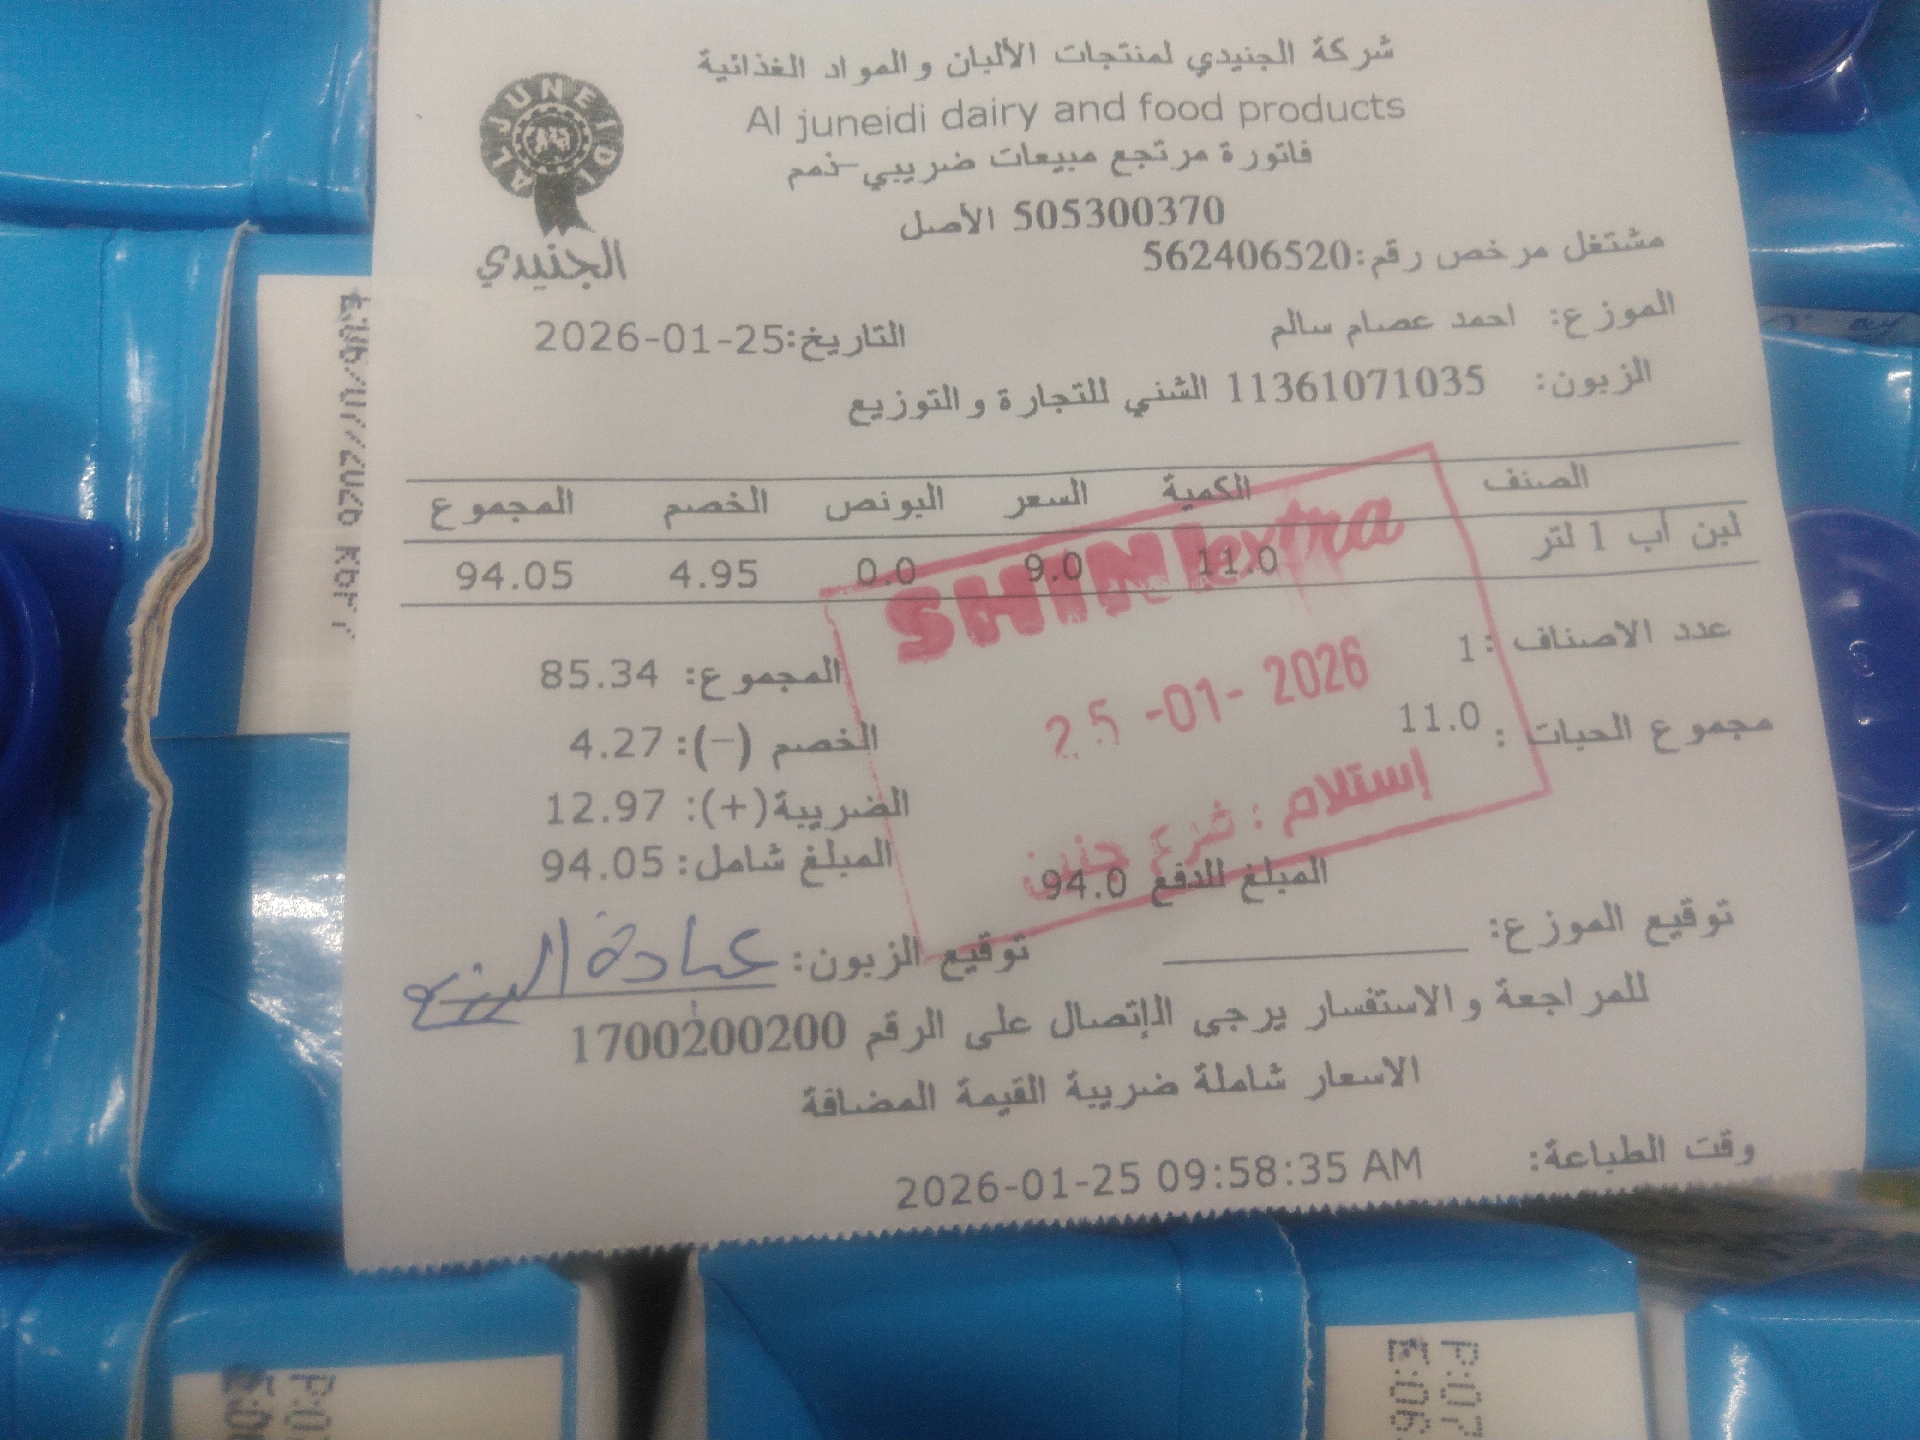 شركة الجنيدي لمنتجات الألبان والمواد الغذائية
Al juneidi dairy and food products
AL JUNEIDI
الجنيدي
فاتورة مرتجع مبيعات ضريبي-ذمم
505300370 الأصل
مشتغل مرخص رقم:562406520
الموزع: احمد عصام سالم
التاريخ:2026-01-25
الزبون: 11361071035 الشني للتجارة والتوزيع
الصنف الكمية السعر البونص الخصم المجموع
لبن أب 1 لتر 11.0 9.0 0.0 4.95 94.05
SHINI extra
25 -01- 2026
إستلام : فرع جنين
عدد الاصناف : 1
المجموع: 85.34
مجموع الحبات : 11.0
الخصم (-): 4.27
الضريبة(+): 12.97
المبلغ شامل: 94.05
المبلغ للدفع 94.0
توقيع الموزع:
توقيع الزبون: عبادة
للمراجعة والاستفسار يرجى الإتصال على الرقم 1700200200
الاسعار شاملة ضريبة القيمة المضافة
وقت الطباعة: 2026-01-25 09:58:35 AM
P:07
E:06